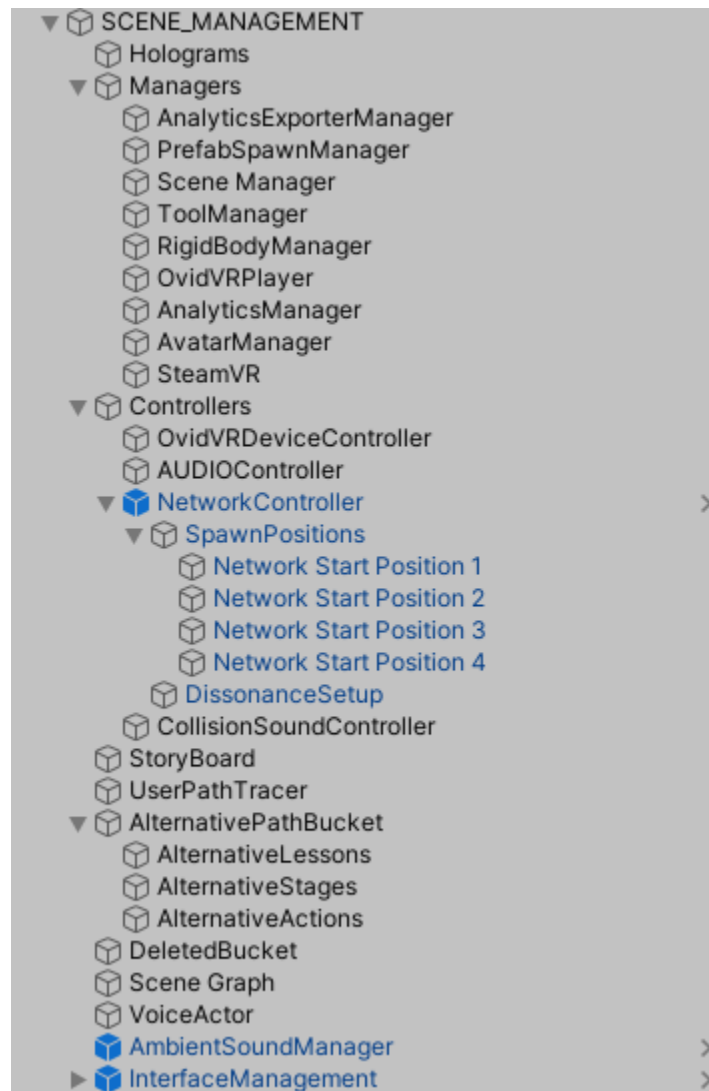 SCENE_MANAGEMENT
Holograms
Managers
AnalyticsExporterManager
PrefabSpawnManager
Scene Manager
ToolManager
RigidBodyManager
OvidVRPlayer
AnalyticsManager
AvatarManager
SteamVR
Controllers
OvidVRDeviceController
AUDIOController
NetworkController
SpawnPositions
Network Start Position 1
Network Start Position 2
Network Start Position 3
Network Start Position 4
DissonanceSetup
CollisionSoundController
StoryBoard
UserPathTracer
AlternativePathBucket
AlternativeLessons
AlternativeStages
AlternativeActions
DeletedBucket
Scene Graph
VoiceActor
AmbientSoundManager
InterfaceManagement